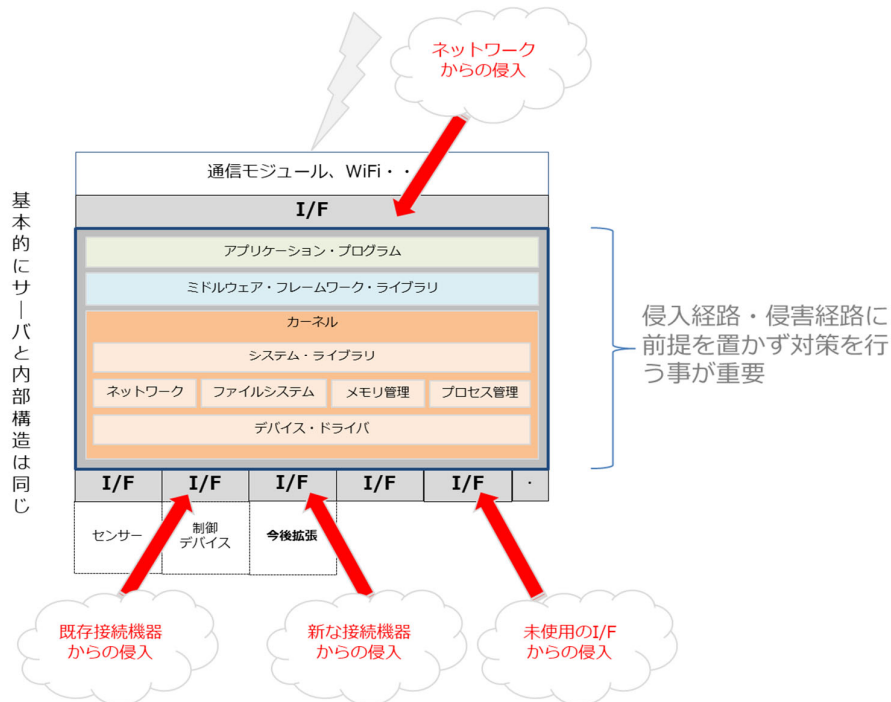 ネットワーク
からの侵入
通信モジュール、WiFi・・
I/F
基本的にサーバと内部構造は同じ
アプリケーション・プログラム
ミドルウェア・フレームワーク・ライブラリ
カーネル
システム・ライブラリ
ネットワーク ファイルシステム メモリ管理 プロセス管理
デバイス・ドライバ
侵入経路・侵害経路に
前提を置かず対策を行
う事が重要
I/F I/F I/F I/F I/F ・
センサー
制御
デバイス
今後拡張
既存接続機器
からの侵入
新な接続機器
からの侵入
未使用のI/F
からの侵入